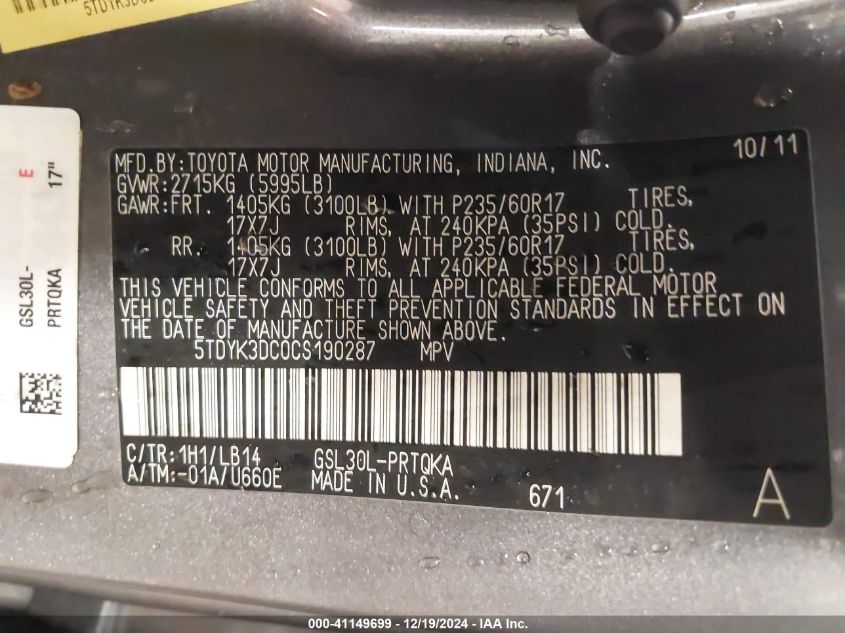 GSL30L-
PRTQKA
E
17"
10/11
MFD.BY:TOYOTA MOTOR MANUFACTURING, INDIANA, INC.
GVWR:2715KG (5995LB)
GAWR:FRT. 1405KG (3100LB) WITH P235/60R17 TIRES,
17X7J RIMS, AT 240KPA (35PSI) COLD.
RR. 1405KG (3100LB) WITH P235/60R17 TIRES,
17X7J RIMS, AT 240KPA (35PSI) COLD.
THIS VEHICLE CONFORMS TO ALL APPLICABLE FEDERAL MOTOR
VEHICLE SAFETY AND THEFT PREVENTION STANDARDS IN EFFECT ON
THE DATE OF MANUFACTURE SHOWN ABOVE.
5TDYK3DC0CS190287 MPV
C/TR:1H1/LB14 GSL30L-PRTQKA
A/TM:-01A/U660E MADE IN U.S.A. 671 A
000-41149699 - 12/19/2024 - IAA Inc.